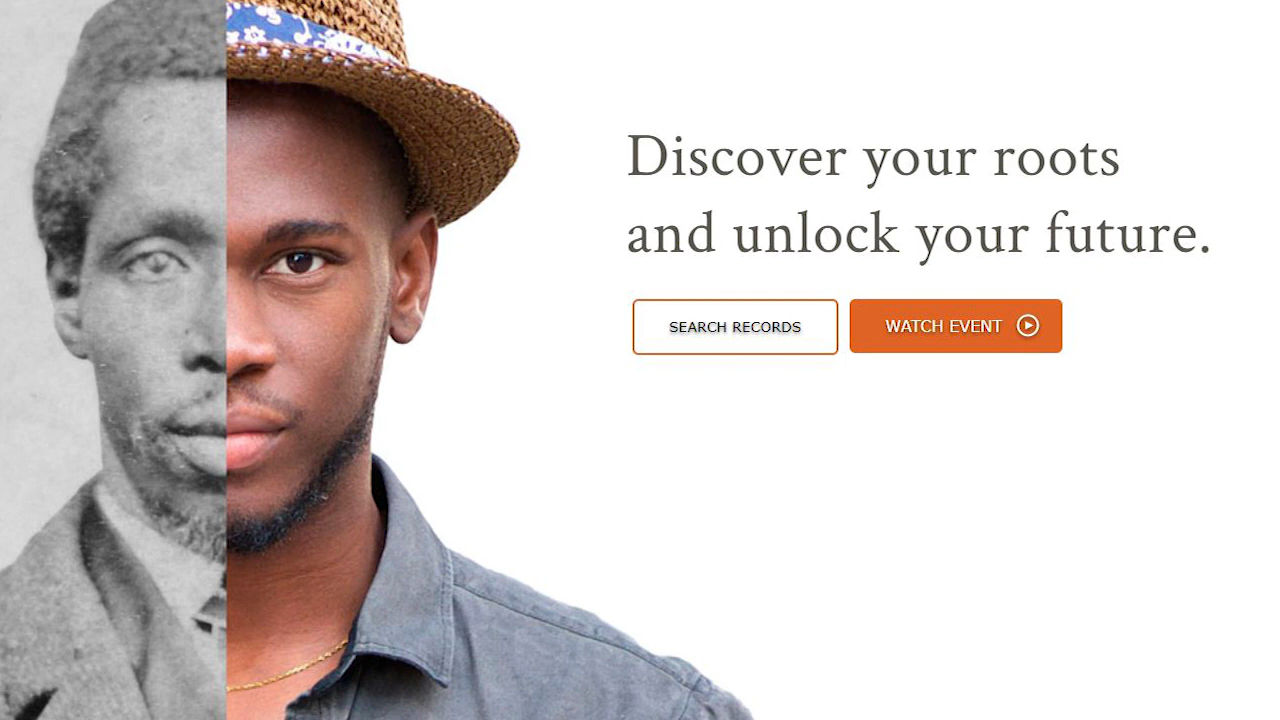 Discover your roots
and unlock your future.
SEARCH RECORDS
WATCH EVENT